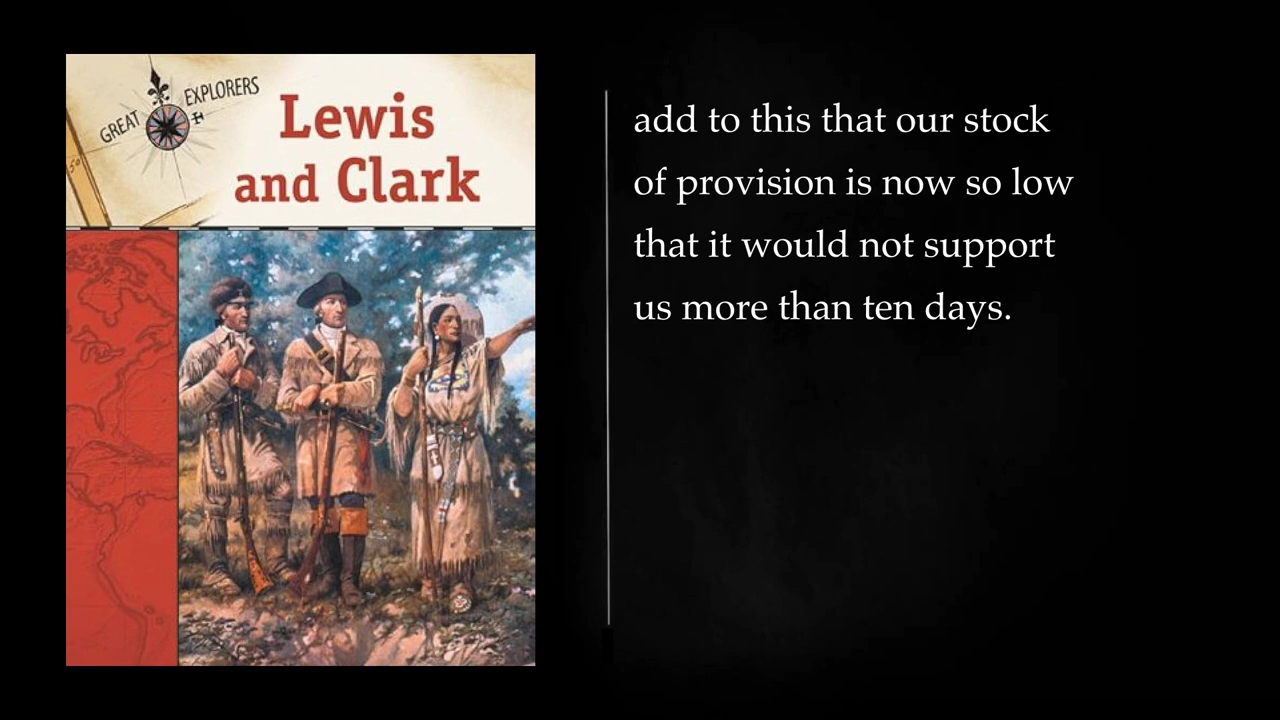 GREAT EXPLORERS
Lewis
and Clark
50
add to this that our stock
of provision is now so low
that it would not support
us more than ten days.